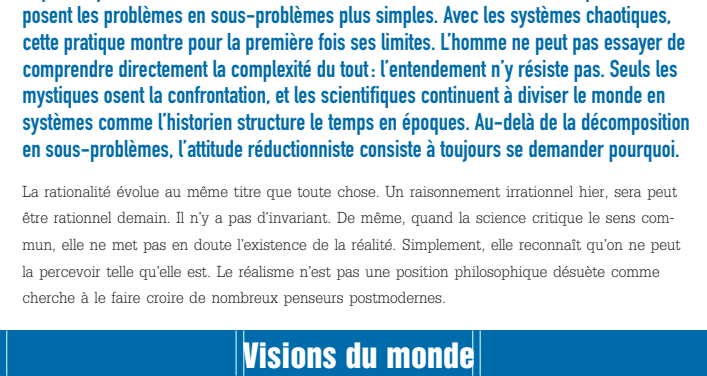 posent les problèmes en sous-problèmes plus simples. Avec les systèmes chaotiques,
cette pratique montre pour la première fois ses limites. L'homme ne peut pas essayer de
comprendre directement la complexité du tout : l'entendement n'y résiste pas. Seuls les
mystiques osent la confrontation, et les scientifiques continuent à diviser le monde en
systèmes comme l'historien structure le temps en époques. Au-delà de la décomposition
en sous-problèmes, l'attitude réductionniste consiste à toujours se demander pourquoi.
La rationalité évolue au même titre que toute chose. Un raisonnement irrationnel hier, sera peut
être rationnel demain. Il n'y a pas d'invariant. De même, quand la science critique le sens com-
mun, elle ne met pas en doute l'existence de la réalité. Simplement, elle reconnaît qu'on ne peut
la percevoir telle qu'elle est. Le réalisme n'est pas une position philosophique désuète comme
cherche à le faire croire de nombreux penseurs postmodernes.
Visions du monde